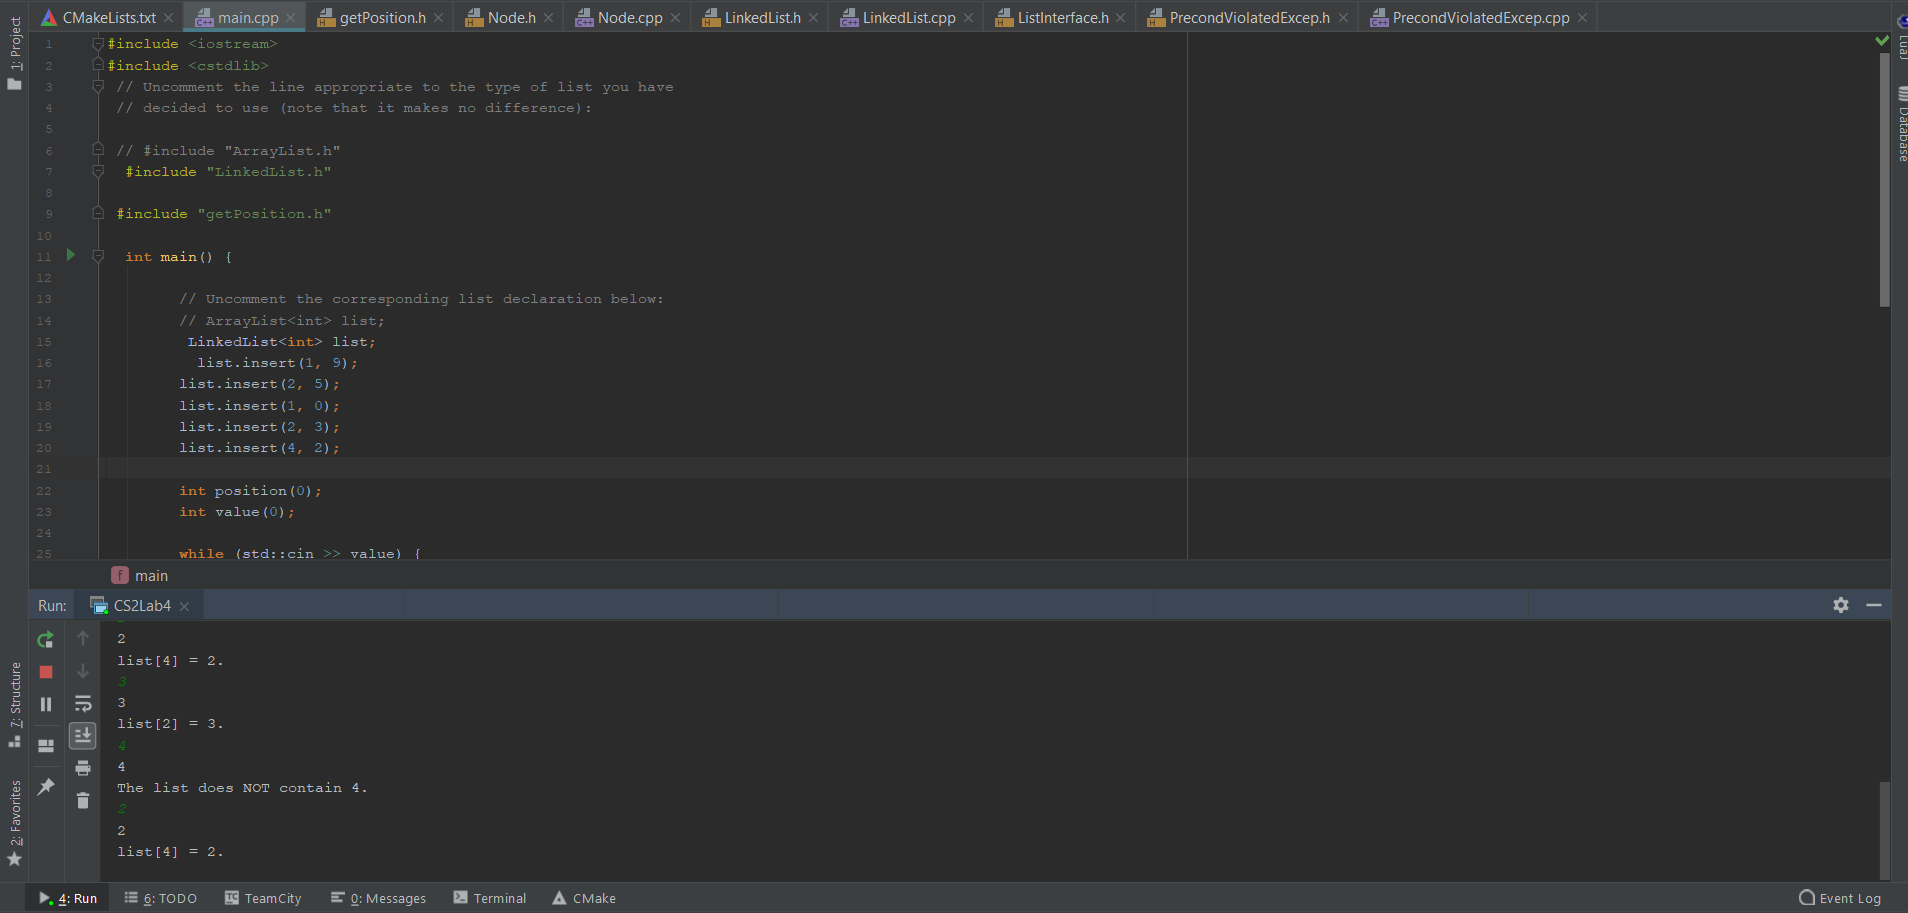 CMakeLists.txt main.cpp getPosition.h Node.h Node.cpp LinkedList.h LinkedList.cpp ListInterface.h PrecondViolatedExcep.h PrecondViolatedExcep.cpp
1: Project
LuaJ
Database
1 #include <iostream>
2 #include <cstdlib>
3 // Uncomment the line appropriate to the type of list you have
4 // decided to use (note that it makes no difference):
5
6 // #include "ArrayList.h"
7 #include "LinkedList.h"
8
9 #include "getPosition.h"
10
11 int main() {
12
13 // Uncomment the corresponding list declaration below:
14 // ArrayList<int> list;
15 LinkedList<int> list;
16 list.insert(1, 9);
17 list.insert(2, 5);
18 list.insert(1, 0);
19 list.insert(2, 3);
20 list.insert(4, 2);
21
22 int position(0);
23 int value(0);
24
25 while (std::cin >> value) {
f main
Run: CS2Lab4
2
list[4] = 2.
3
3
list[2] = 3.
4
4
The list does NOT contain 4.
2
2
list[4] = 2.
7: Structure
2: Favorites
4: Run 6: TODO TeamCity 0: Messages Terminal CMake Event Log